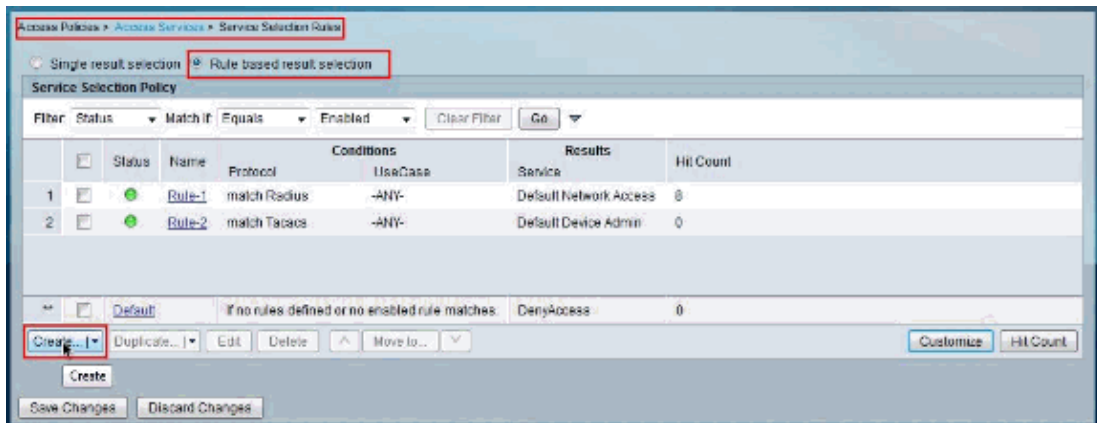 Access Policies > Access Services > Service Selection Rules
Single result selection Rule based result selection
Service Selection Policy
Filter: Status Match if: Equals Enabled Clear Filter Go
Conditions Results
Status Name Protocol UseCase Service Hit Count
1 Rule-1 match Radius -ANY- Default Network Access 6
2 Rule-2 match Tacacs -ANY- Default Device Admin 0
** Default If no rules defined or no enabled rule matches. DenyAccess 0
Create... Duplicate... Edit Delete Move to... Customize Hit Count
Create
Save Changes Discard Changes